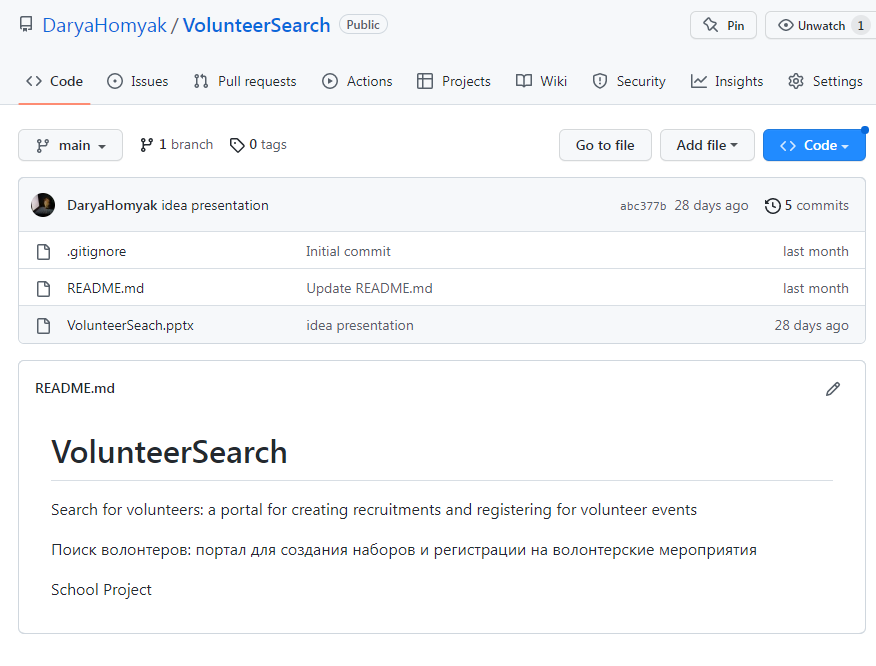 DaryaHomyak / VolunteerSearch Public Pin Unwatch 1
Code Issues Pull requests Actions Projects Wiki Security Insights Settings
main 1 branch 0 tags Go to file Add file Code
DaryaHomyak idea presentation abc377b 28 days ago 5 commits
.gitignore Initial commit last month
README.md Update README.md last month
VolunteerSeach.pptx idea presentation 28 days ago
README.md
VolunteerSearch
Search for volunteers: a portal for creating recruitments and registering for volunteer events
Поиск волонтеров: портал для создания наборов и регистрации на волонтерские мероприятия
School Project